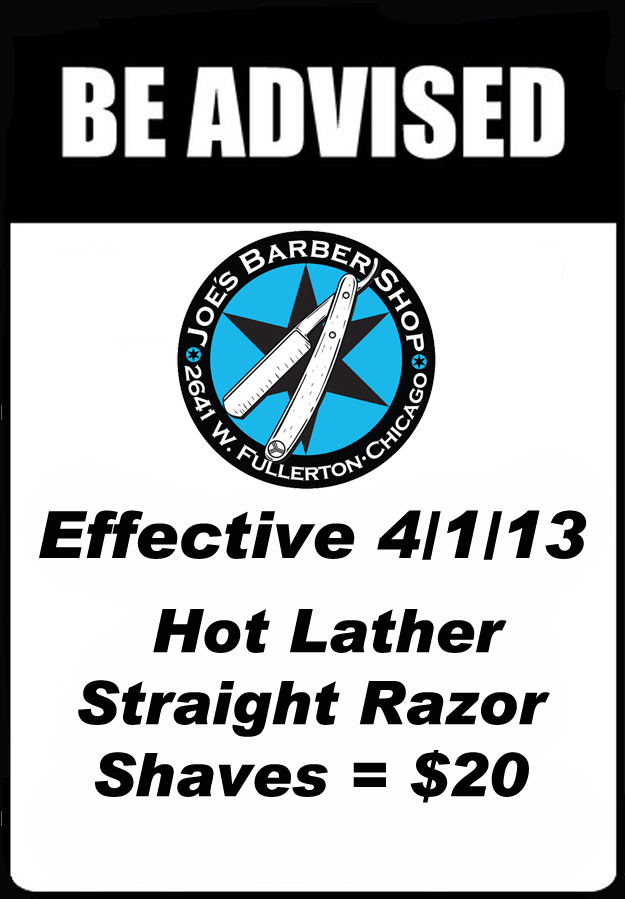 BE ADVISED
JOE'S BARBER SHOP
2641 W. FULLERTON · CHICAGO
Effective 4/1/13
Hot Lather
Straight Razor
Shaves = $20